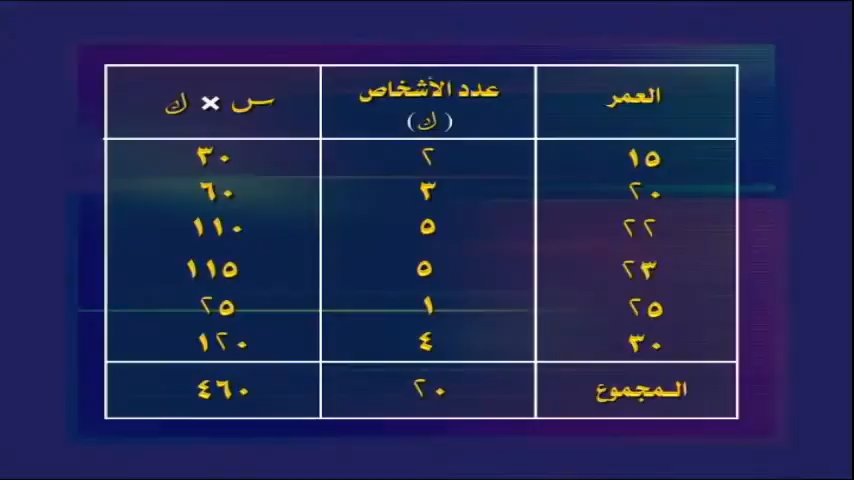 العمر عدد الأشخاص (ك) س × ك
١٥ ٢ ٣٠
٢٠ ٣ ٦٠
٢٢ ٥ ١١٠
٢٣ ٥ ١١٥
٢٥ ١ ٢٥
٣٠ ٤ ١٢٠
المجموع ٢٠ ٤٦٠